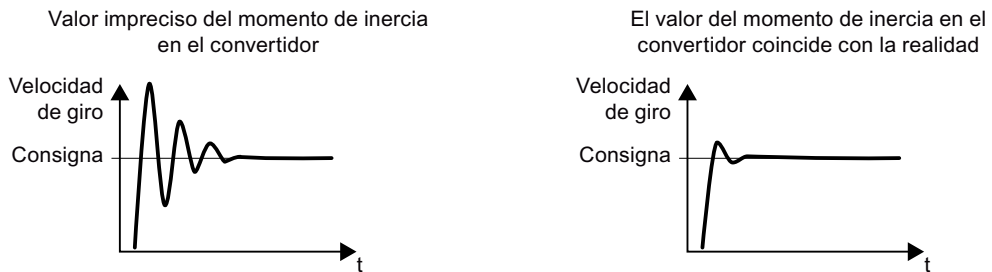 Valor impreciso del momento de inercia
en el convertidor
Velocidad
de giro
Consigna
t
El valor del momento de inercia en el
convertidor coincide con la realidad
Velocidad
de giro
Consigna
t